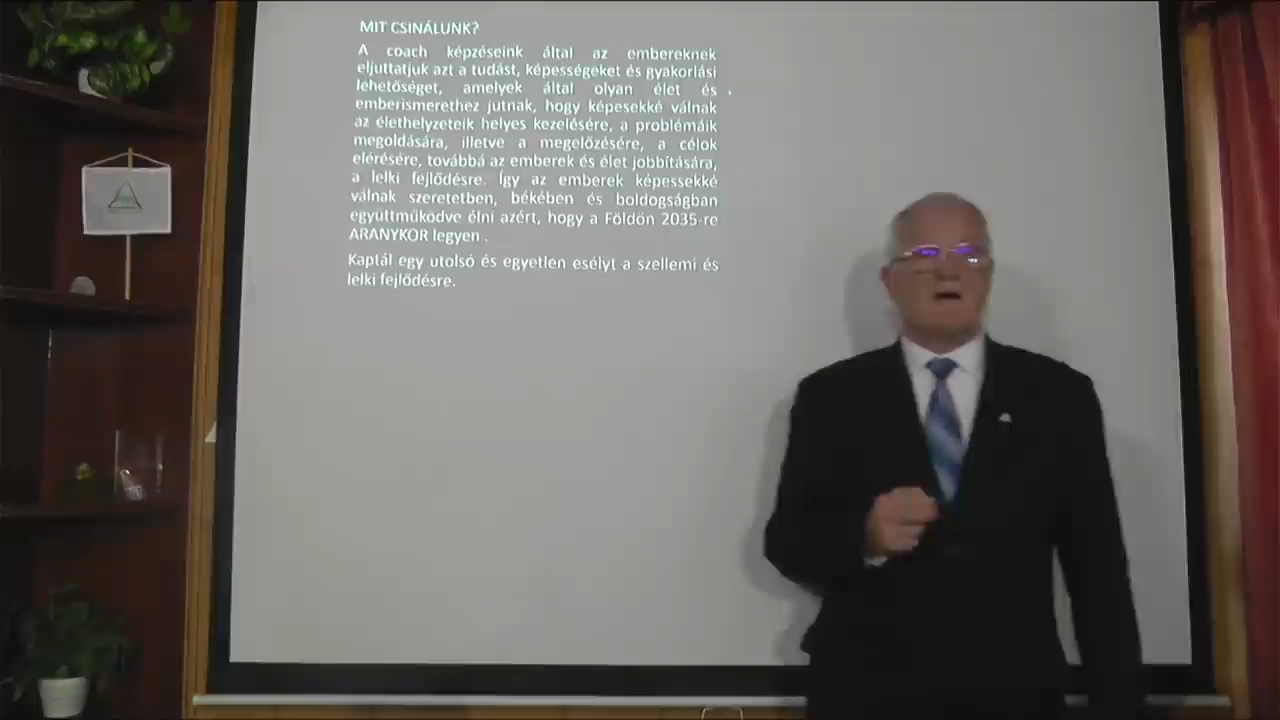 MIT CSINÁLUNK?
A coach képzéseink által az embereknek
eljuttatjuk azt a tudást, képességeket és gyakorlási
lehetőséget, amelyek által olyan élet és
emberismerethez jutnak, hogy képesekké válnak
az élethelyzeteik helyes kezelésére, a problémáik
megoldására, illetve a megelőzésére, a célok
elérésére, továbbá az emberek és élet jobbítására,
a lelki fejlődésre. Így az emberek képessekké
válnak szeretetben, békében és boldogságban
együttműködve élni azért, hogy a Földön 2035-re
ARANYKOR legyen .
Kaptál egy utolsó és egyetlen esélyt a szellemi és
lelki fejlődésre.